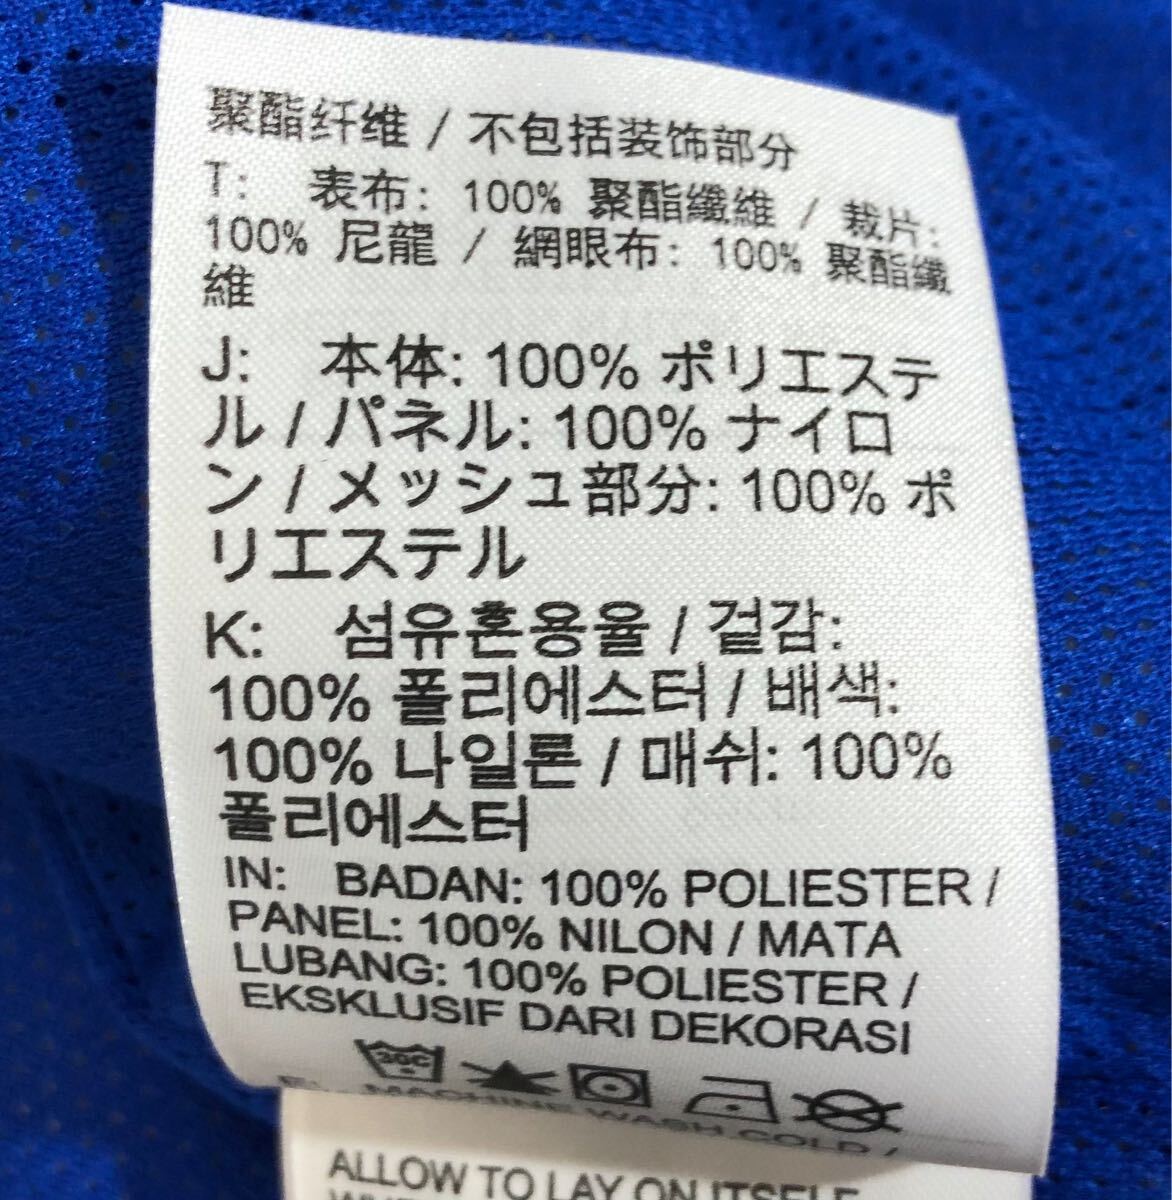 聚酯纤维 / 不包括装饰部分
T: 表布: 100% 聚酯纖維 / 裁片:
100% 尼龍 / 網眼布: 100% 聚酯纖
維
J: 本体: 100% ポリエステ
ル / パネル: 100% ナイロ
ン / メッシュ部分: 100% ポ
リエステル
K: 섬유혼용율 / 겉감:
100% 폴리에스터 / 배색:
100% 나일론 / 매쉬: 100%
폴리에스터
IN: BADAN: 100% POLIESTER /
PANEL: 100% NILON / MATA
LUBANG: 100% POLIESTER /
EKSKLUSIF DARI DEKORASI
30C
E: MACHINE WASH COLD /
ALLOW TO LAY ON ITSELF